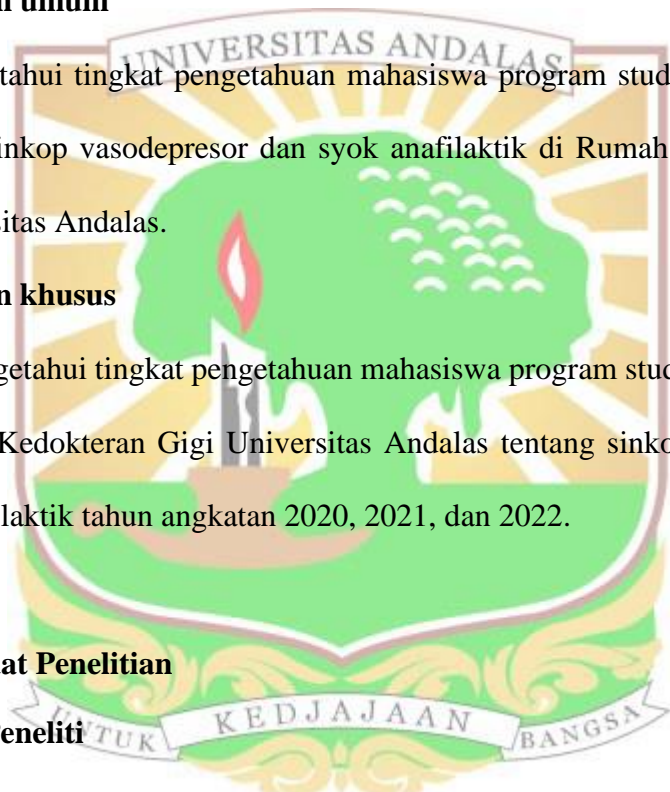 n umum
UNIVERSITAS ANDALAS
tahui tingkat pengetahuan mahasiswa program stud
inkop vasodepresor dan syok anafilaktik di Rumah
sitas Andalas.
n khusus
getahui tingkat pengetahuan mahasiswa program stud
Kedokteran Gigi Universitas Andalas tentang sinko
laktik tahun angkatan 2020, 2021, dan 2022.
at Penelitian
Peneliti
UNTUK KEDJAJAAN BANGSA